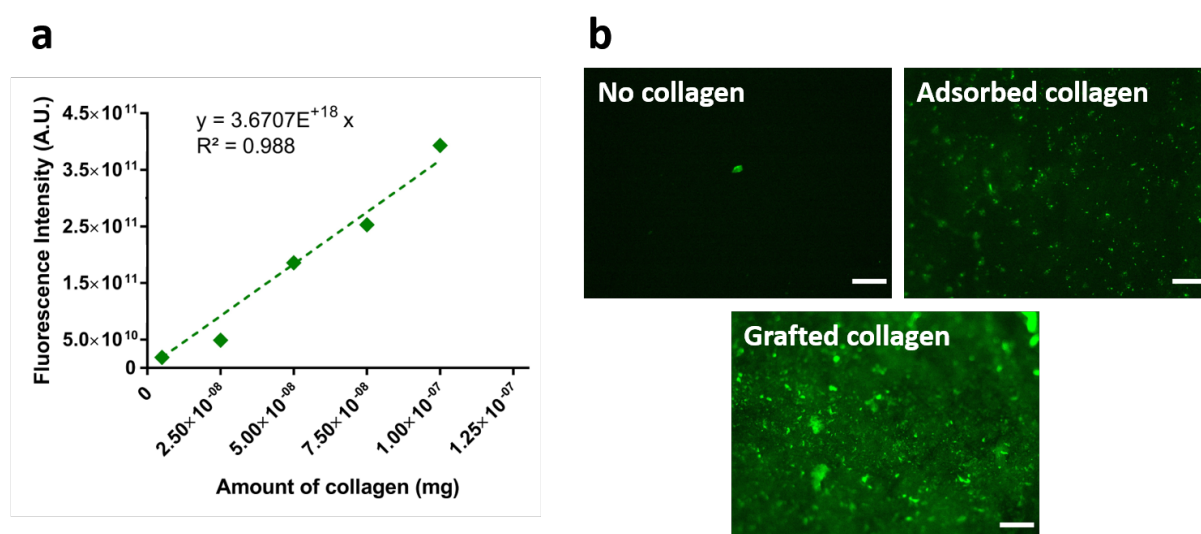 a
b
y = 3.6707E⁺¹⁸ x
R² = 0.988
Fluorescence Intensity (A.U.)
4.5×10¹¹
3.5×10¹¹
2.5×10¹¹
1.5×10¹¹
5.0×10¹⁰
0
0
2.50×10⁻⁰⁸
5.00×10⁻⁰⁸
7.50×10⁻⁰⁸
1.00×10⁻⁰⁷
1.25×10⁻⁰⁷
Amount of collagen (mg)
No collagen
Adsorbed collagen
Grafted collagen